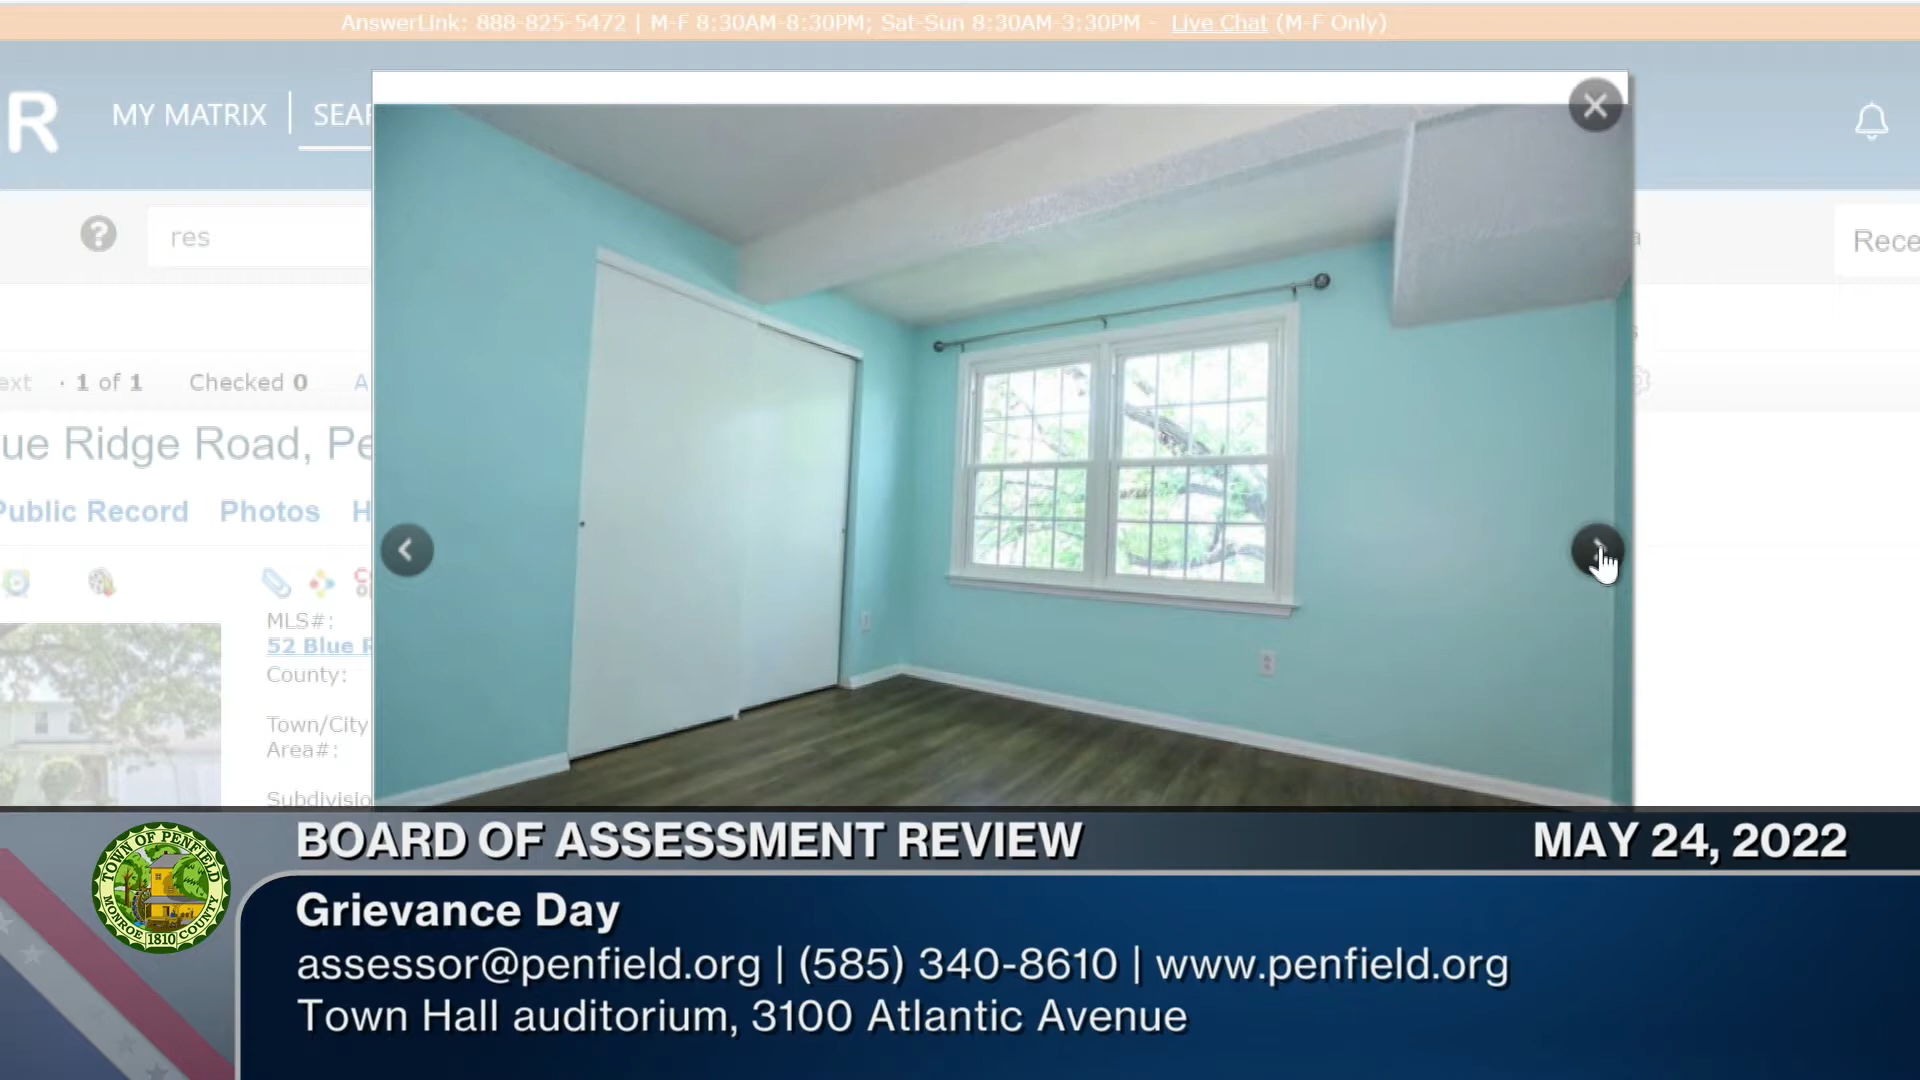 AnswerLink: 888-825-5472 | M-F 8:30AM-8:30PM; Sat-Sun 8:30AM-3:30PM - Live Chat (M-F Only)
R
MY MATRIX
SEAR
res
Rece
ext · 1 of 1 Checked 0 A
ue Ridge Road, Pe
Public Record Photos H
MLS#:
52 Blue R
County:
Town/City
Area#:
Subdivisio
BOARD OF ASSESSMENT REVIEW
MAY 24, 2022
TOWN OF PENFIELD
MONROE 1810 COUNTY
Grievance Day
assessor@penfield.org | (585) 340-8610 | www.penfield.org
Town Hall auditorium, 3100 Atlantic Avenue